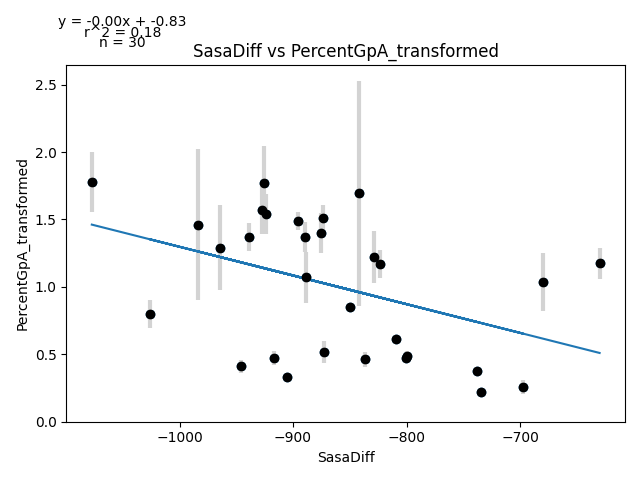 y = -0.00x + -0.83
r^2 = 0.18
n = 30
SasaDiff vs PercentGpA_transformed
2.5
2.0
1.5
1.0
0.5
0.0
PercentGpA_transformed
−1000
−900
−800
−700
SasaDiff